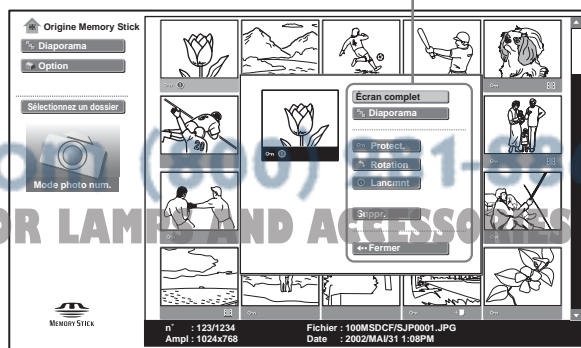 Origine Memory Stick
Diaporama
Option
Sélectionnez un dossier
Mode photo num.
MEMORY STICK
20
Écran complet
Diaporama
Protect.
Rotation
Lancmnt
Suppr.
Fermer
n° : 123/1234
Ampl : 1024x768
Fichier : 100MSDCF/SJP0001.JPG
Date : 2002/MAI/31 1:08PM